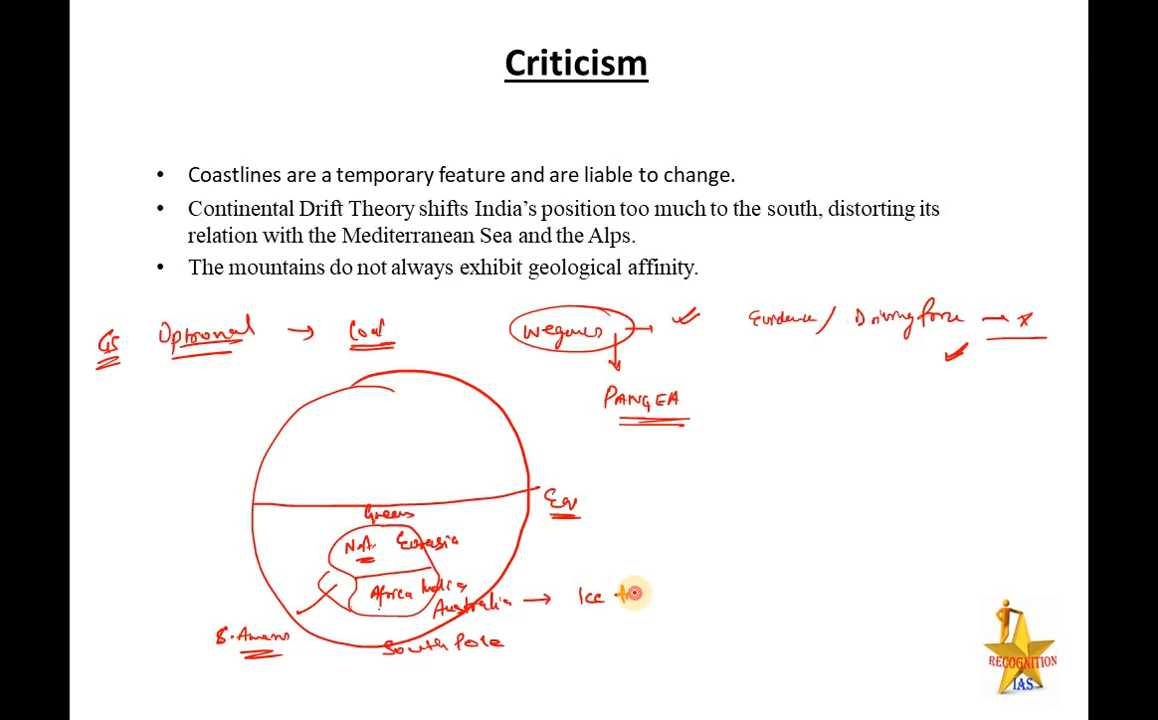 Criticism
• Coastlines are a temporary feature and are liable to change.
• Continental Drift Theory shifts India’s position too much to the south, distorting its
relation with the Mediterranean Sea and the Alps.
• The mountains do not always exhibit geological affinity.
GS Optional → Coal
Wegener → ✓ Evidence / Driving force → x
✓
PANGEA
Eq
N.A. Eurasia
Africa India
Australia → Ice
S. America
South Pole
RECOGNITION
IAS